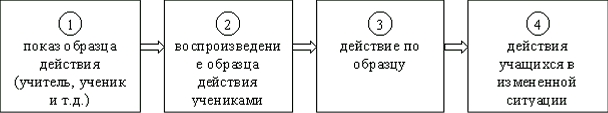 1
показ образца
действия
(учитель, ученик
и т.д.)
2
воспроизведени
е образца
действия
учениками
3
действие по
образцу
4
действия
учащихся в
измененной
ситуации